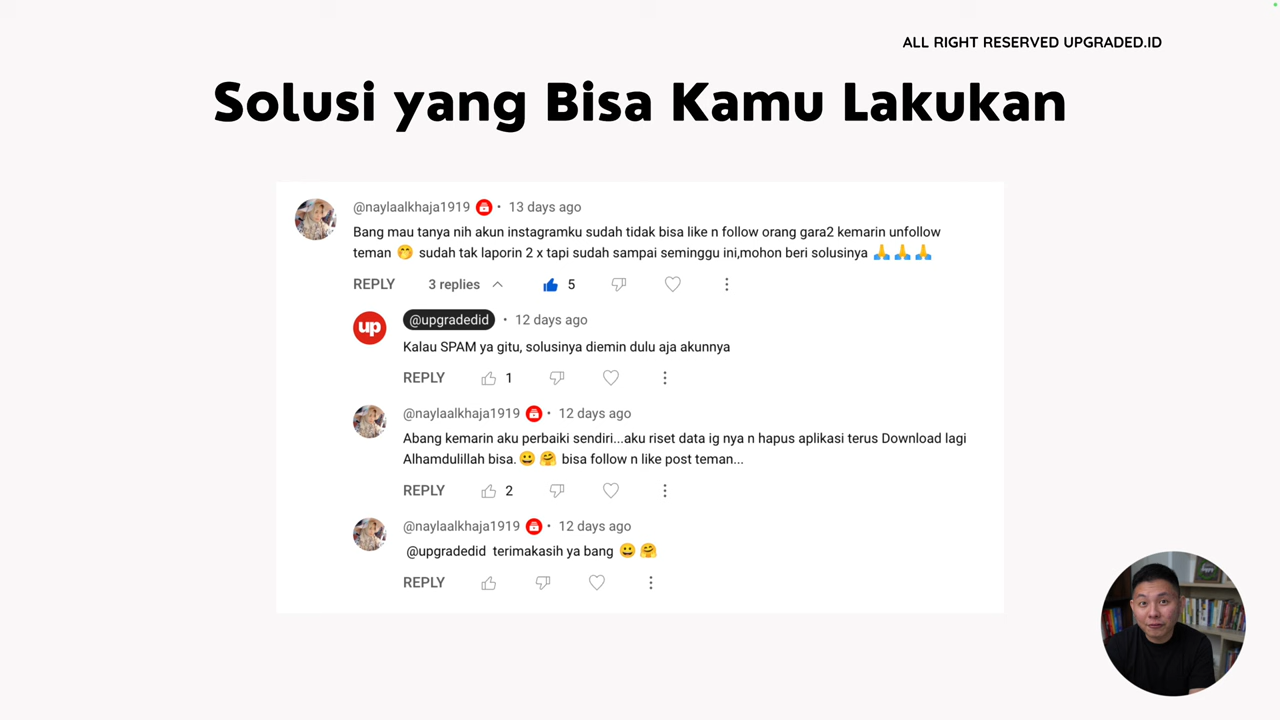 ALL RIGHT RESERVED UPGRADED.ID
Solusi yang Bisa Kamu Lakukan
@naylaalkhaja1919 • 13 days ago
Bang mau tanya nih akun instagramku sudah tidak bisa like n follow orang gara2 kemarin unfollow
teman 🤭 sudah tak laporin 2 x tapi sudah sampai seminggu ini,mohon beri solusinya 🙏🙏🙏
REPLY 3 replies 5
up
@upgradedid • 12 days ago
Kalau SPAM ya gitu, solusinya diemin dulu aja akunnya
REPLY 1
@naylaalkhaja1919 • 12 days ago
Abang kemarin aku perbaiki sendiri...aku riset data ig nya n hapus aplikasi terus Download lagi
Alhamdulillah bisa.😀 🤗 bisa follow n like post teman...
REPLY 2
@naylaalkhaja1919 • 12 days ago
@upgradedid terimakasih ya bang 😀 🤗
REPLY